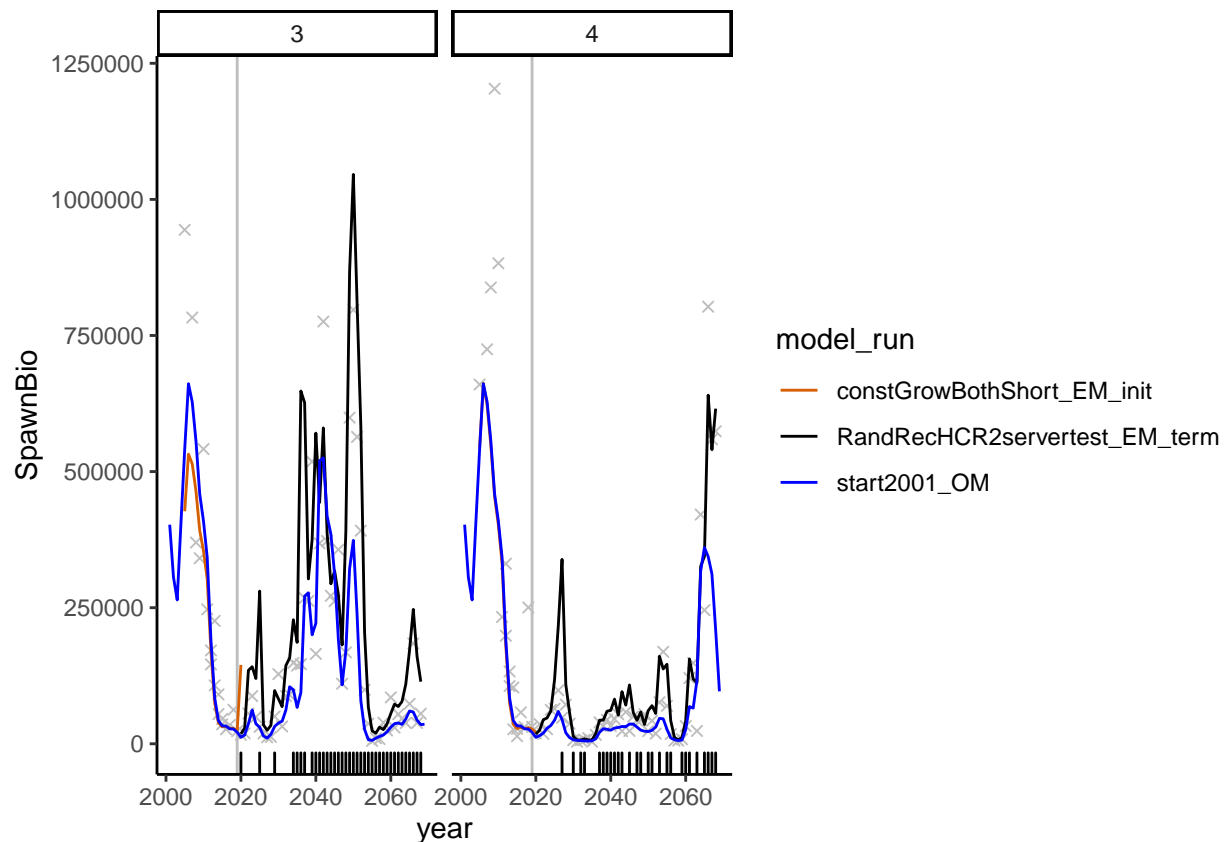 3 4
1250000
1000000
750000
500000
250000
0
SpawnBio
2000 2020 2040 2060 2000 2020 2040 2060
year
model_run
constGrowBothShort_EM_init
RandRecHCR2servertest_EM_term
start2001_OM